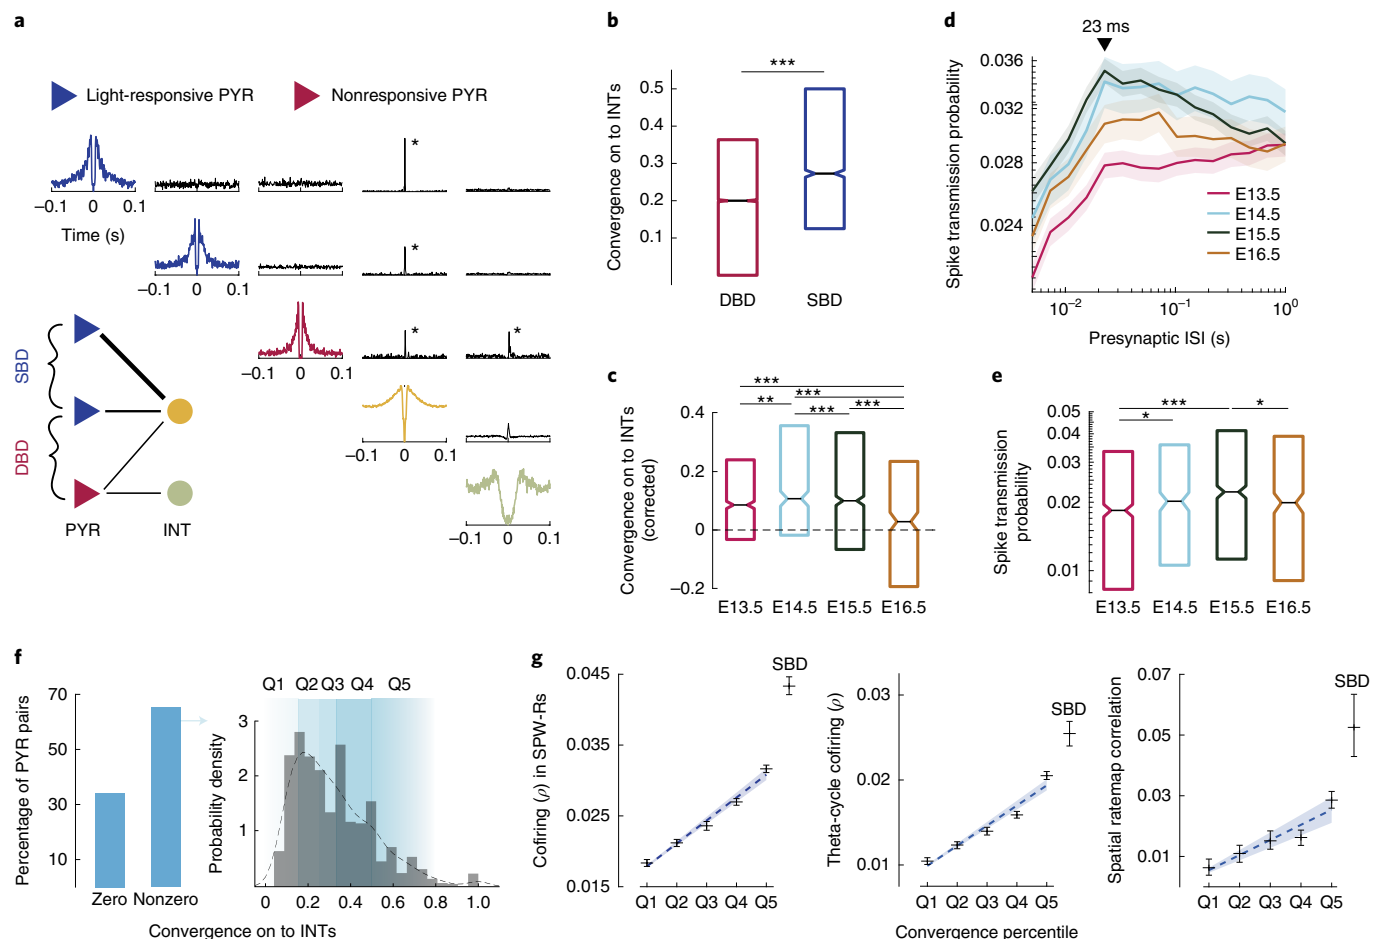 a
Light-responsive PYR
Nonresponsive PYR
*
−0.1 0 0.1
Time (s)
*
−0.1 0 0.1
* *
−0.1 0 0.1
−0.1 0 0.1
−0.1 0 0.1
SBD
DBD
PYR INT
b
***
Convergence on to INTs
0.5
0.4
0.3
0.2
0.1
DBD SBD
c
***
***
** ***
***
Convergence on to INTs
(corrected)
0.4
0.2
0
−0.2
E13.5 E14.5 E15.5 E16.5
d
23 ms
Spike transmission probability
0.036
0.032
0.028
0.024
E13.5
E14.5
E15.5
E16.5
10⁻² 10⁻¹ 10⁰
Presynaptic ISI (s)
e
*** *
*
Spike transmission
probability
0.05
0.04
0.03
0.02
0.01
E13.5 E14.5 E15.5 E16.5
f
Percentage of PYR pairs
70
50
30
10
Zero Nonzero
Q1 Q2 Q3 Q4 Q5
Probability density
3
2
1
0 0.2 0.4 0.6 0.8 1.0
Convergence on to INTs
g
Cofiring (ρ) in SPW-Rs
0.045
0.035
0.025
0.015
SBD
Q1 Q2 Q3 Q4 Q5
Theta-cycle cofiring (ρ)
0.03
0.02
0.01
SBD
Q1 Q2 Q3 Q4 Q5
Spatial ratemap correlation
0.07
0.05
0.03
0.01
SBD
Q1 Q2 Q3 Q4 Q5
Convergence percentile